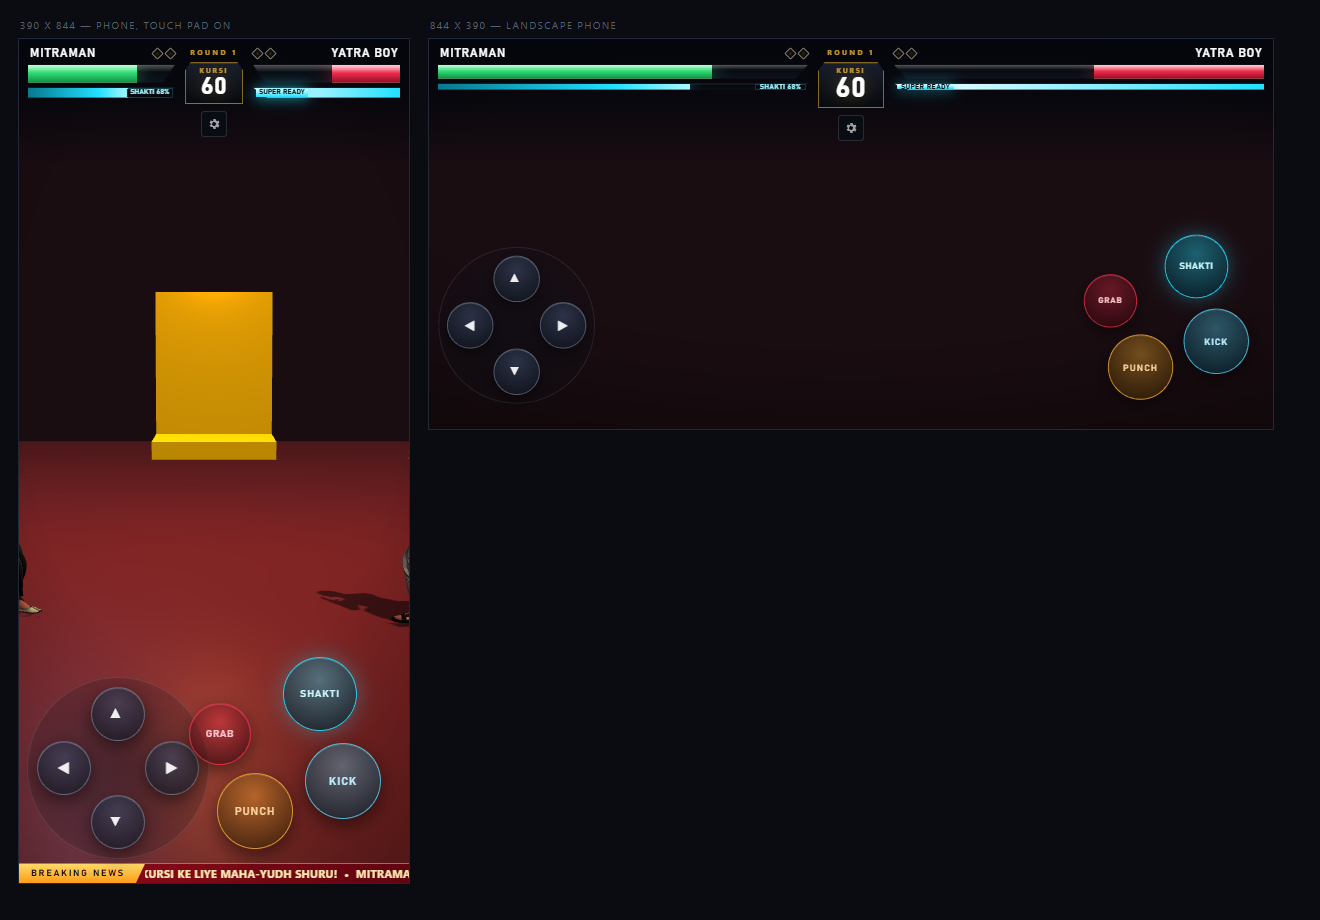 390 X 844 — PHONE, TOUCH PAD ON
MITRAMAN
ROUND 1
YATRA BOY
KURSI
60
SHAKTI 68%
SUPER READY
SHAKTI
GRAB
KICK
PUNCH
BREAKING NEWS
KURSI KE LIYE MAHA-YUDH SHURU! • MITRAMA
844 X 390 — LANDSCAPE PHONE
MITRAMAN
ROUND 1
YATRA BOY
KURSI
60
SHAKTI 68%
SUPER READY
SHAKTI
GRAB
KICK
PUNCH